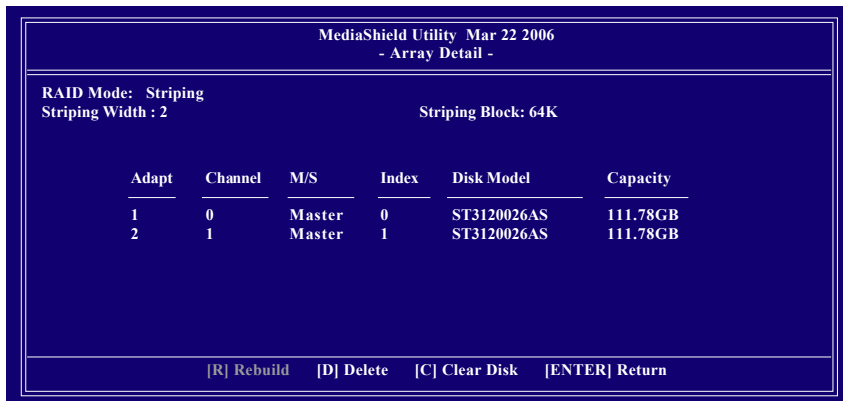 MediaShield Utility Mar 22 2006
- Array Detail -
RAID Mode: Striping
Striping Width : 2 Striping Block: 64K
Adapt Channel M/S Index Disk Model Capacity
1 0 Master 0 ST3120026AS 111.78GB
2 1 Master 1 ST3120026AS 111.78GB
[R] Rebuild [D] Delete [C] Clear Disk [ENTER] Return